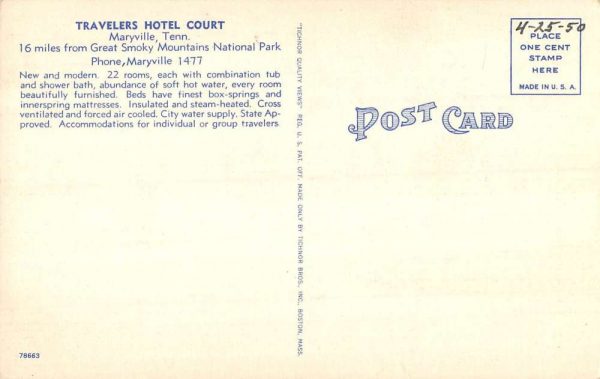 TRAVELERS HOTEL COURT
Maryville, Tenn.
16 miles from Great Smoky Mountains National Park
Phone, Maryville 1477
New and modern. 22 rooms, each with combination tub
and shower bath, abundance of soft hot water, every room
beautifully furnished. Beds have finest box-springs and
innerspring mattresses. Insulated and steam-heated. Cross
ventilated and forced air cooled. City water supply. State Ap-
proved. Accommodations for individual or group travelers.
78663
"TICHNOR QUALITY VIEWS" REG. U. S. PAT. OFF. MADE ONLY BY TICHNOR BROS., INC., BOSTON, MASS.
POST CARD
4-25-50
PLACE
ONE CENT
STAMP
HERE
MADE IN U. S. A.